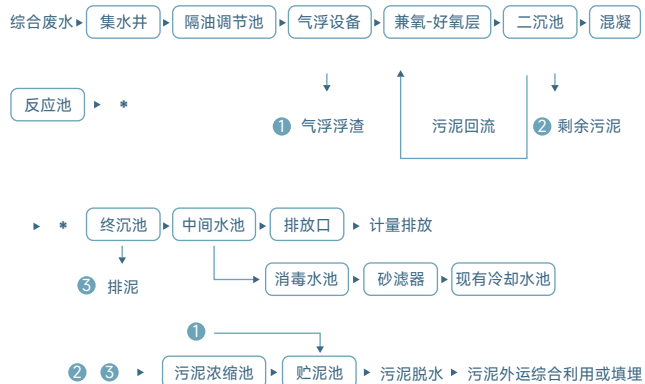 综合废水 集水井 隔油调节池 气浮设备 兼氧-好氧层 二沉池 混凝
反应池 *
1 气浮浮渣 污泥回流 2 剩余污泥
* 终沉池 中间水池 排放口 计量排放
3 排泥 消毒水池 砂滤器 现有冷却水池
1
2 3 污泥浓缩池 贮泥池 污泥脱水 污泥外运综合利用或填埋